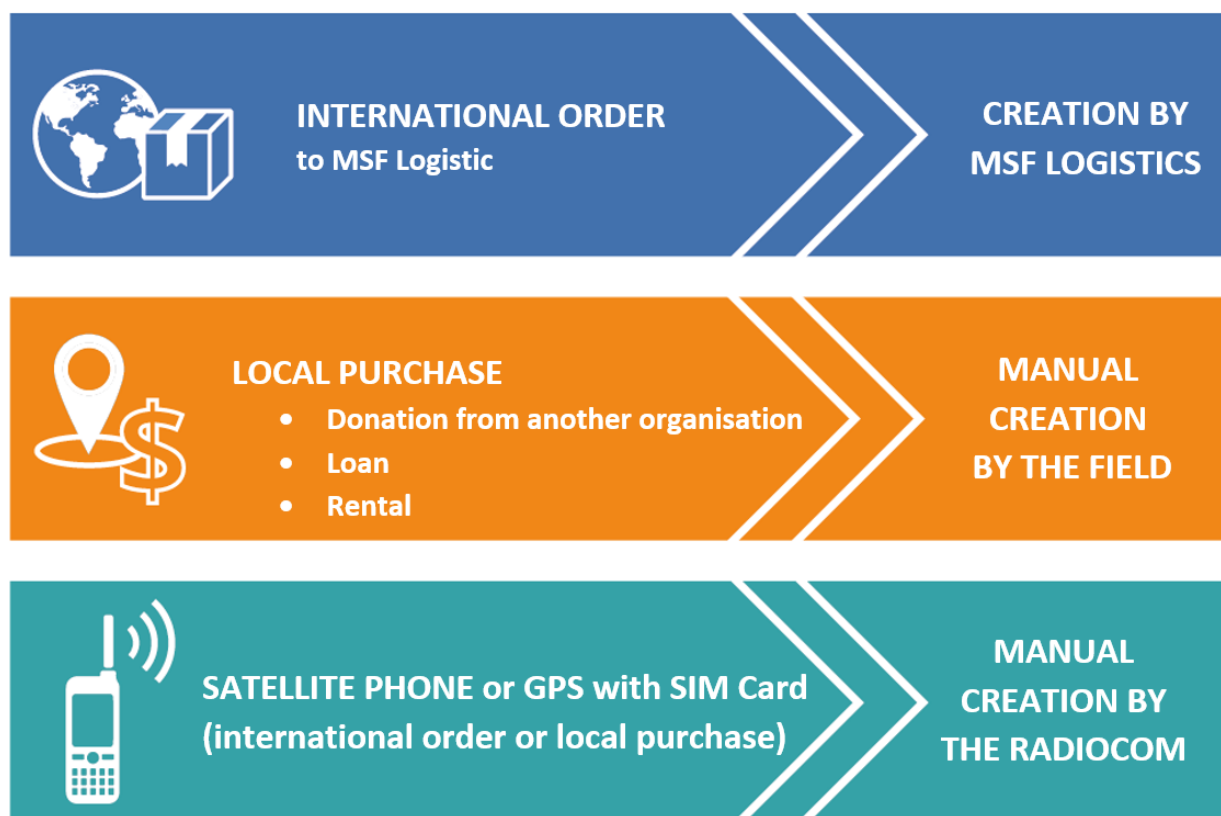 INTERNATIONAL ORDER
to MSF Logistic
CREATION BY
MSF LOGISTICS
LOCAL PURCHASE
• Donation from another organisation
• Loan
• Rental
MANUAL
CREATION
BY THE FIELD
SATELLITE PHONE or GPS with SIM Card
(international order or local purchase)
MANUAL
CREATION BY
THE RADIOCOM